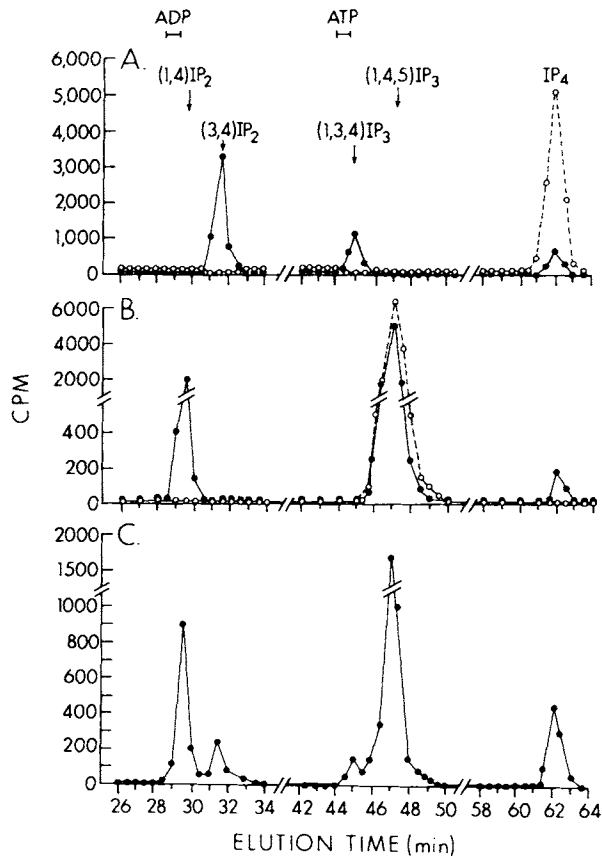 ADP
ATP
A.
(1,4)IP2
(3,4)IP2
(1,3,4)IP3
(1,4,5)IP3
IP4
6,000
5,000
4,000
3,000
2,000
1,000
0
B.
6000
4000
2000
400
200
0
CPM
C.
2000
1500
1000
800
600
400
200
0
26 28 30 32 34 42 44 46 48 50 58 60 62 64
ELUTION TIME (min)